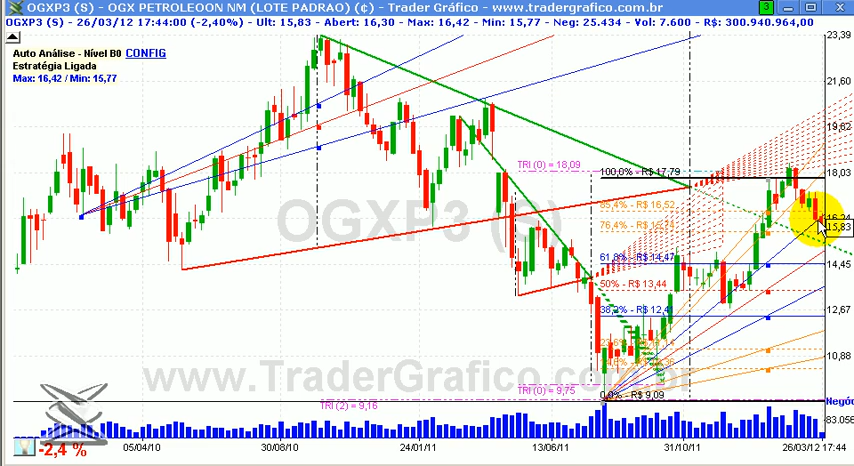 OGXP3 (S) - OGX PETROLEOON NM (LOTE PADRAO) (¢) - Trader Gráfico - www.tradergrafico.com.br
3
OGXP3 (S) - 26/03/12 17:44:00 (-2,40%) - Ult: 15,83 - Abert: 16,30 - Max: 16,42 - Min: 15,77 - Neg: 25.434 - Vol: 7.600 - R$: 300.940.964,00
Auto Análise - Nível B0 CONFIG
Estratégia Ligada
Max: 16,42 / Min: 15,77
23,39
21,60
19,62
18,03
15,83
14,45
12,67
10,88
TRI (0) = 18,09
100,0% - R$ 17,79
R$ 16,52
76,4% - R$
61,8% - R$ 14,47
50% - R$ 13,44
38,2% - R$ 12,4
TRI (0) = 9,75
0,0% - R$ 9,09
TRI (2) = 9,16
OGXP3 (S)
www.TraderGrafico.com.br
Negóc
83.056
-2,4 %
05/04/10
30/08/10
24/01/11
13/06/11
31/10/11
26/03/12 17:44